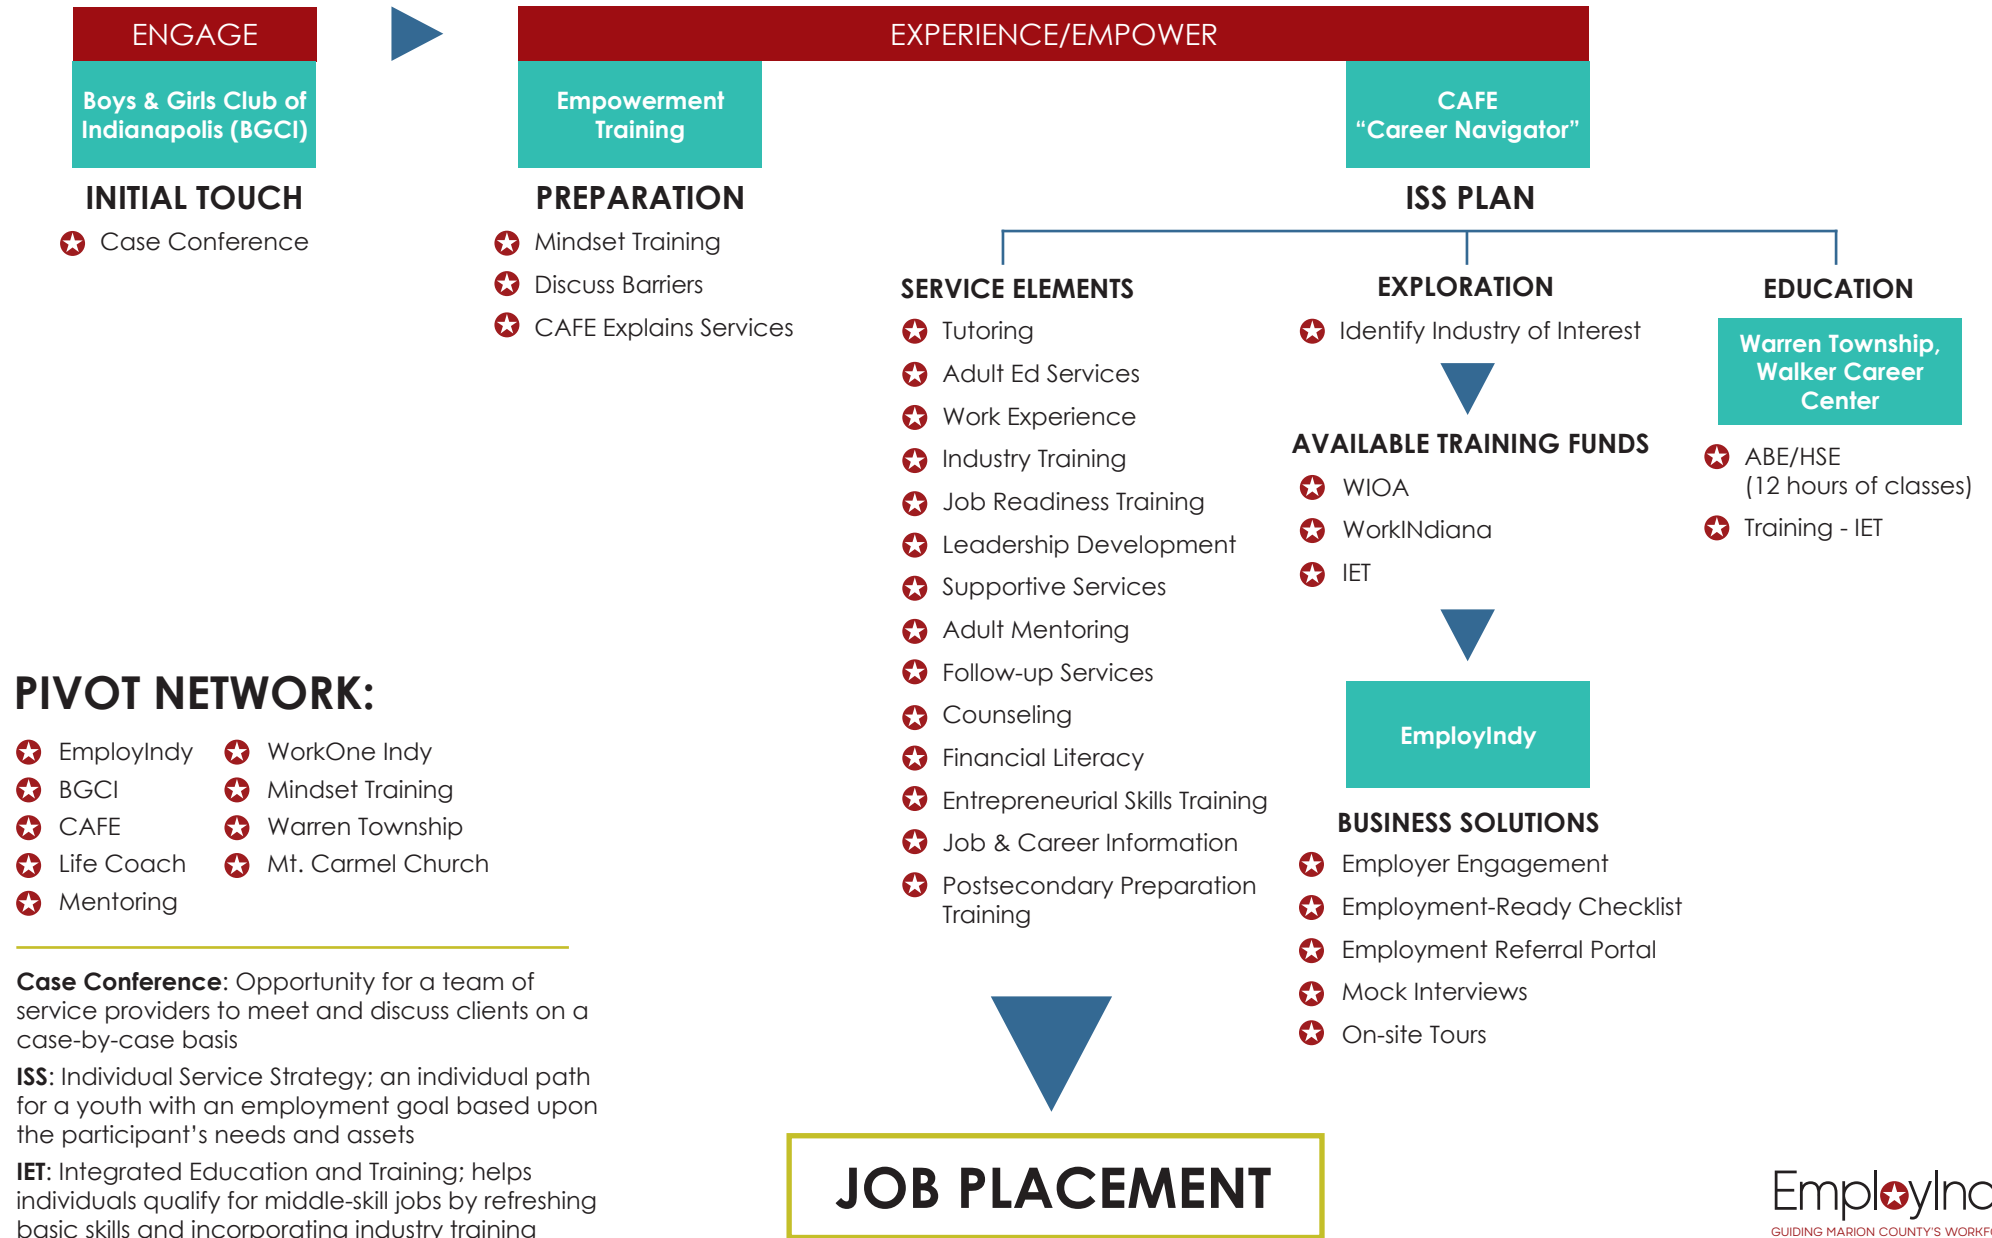 ENGAGE
EXPERIENCE/EMPOWER
Boys & Girls Club of
Indianapolis (BGCI)
INITIAL TOUCH
Case Conference
Empowerment
Training
PREPARATION
Mindset Training
Discuss Barriers
CAFE Explains Services
CAFE
“Career Navigator”
ISS PLAN
SERVICE ELEMENTS
Tutoring
Adult Ed Services
Work Experience
Industry Training
Job Readiness Training
Leadership Development
Supportive Services
Adult Mentoring
Follow-up Services
Counseling
Financial Literacy
Entrepreneurial Skills Training
Job & Career Information
Postsecondary Preparation
Training
EXPLORATION
Identify Industry of Interest
AVAILABLE TRAINING FUNDS
WIOA
WorkINdiana
IET
EmployIndy
BUSINESS SOLUTIONS
Employer Engagement
Employment-Ready Checklist
Employment Referral Portal
Mock Interviews
On-site Tours
EDUCATION
Warren Township,
Walker Career
Center
ABE/HSE
(12 hours of classes)
Training - IET
PIVOT NETWORK:
EmployIndy
BGCI
CAFE
Life Coach
Mentoring
WorkOne Indy
Mindset Training
Warren Township
Mt. Carmel Church
Case Conference: Opportunity for a team of
service providers to meet and discuss clients on a
case-by-case basis
ISS: Individual Service Strategy; an individual path
for a youth with an employment goal based upon
the participant’s needs and assets
IET: Integrated Education and Training; helps
individuals qualify for middle-skill jobs by refreshing
basic skills and incorporating industry training
JOB PLACEMENT
GUIDING MARION COUNTY’S